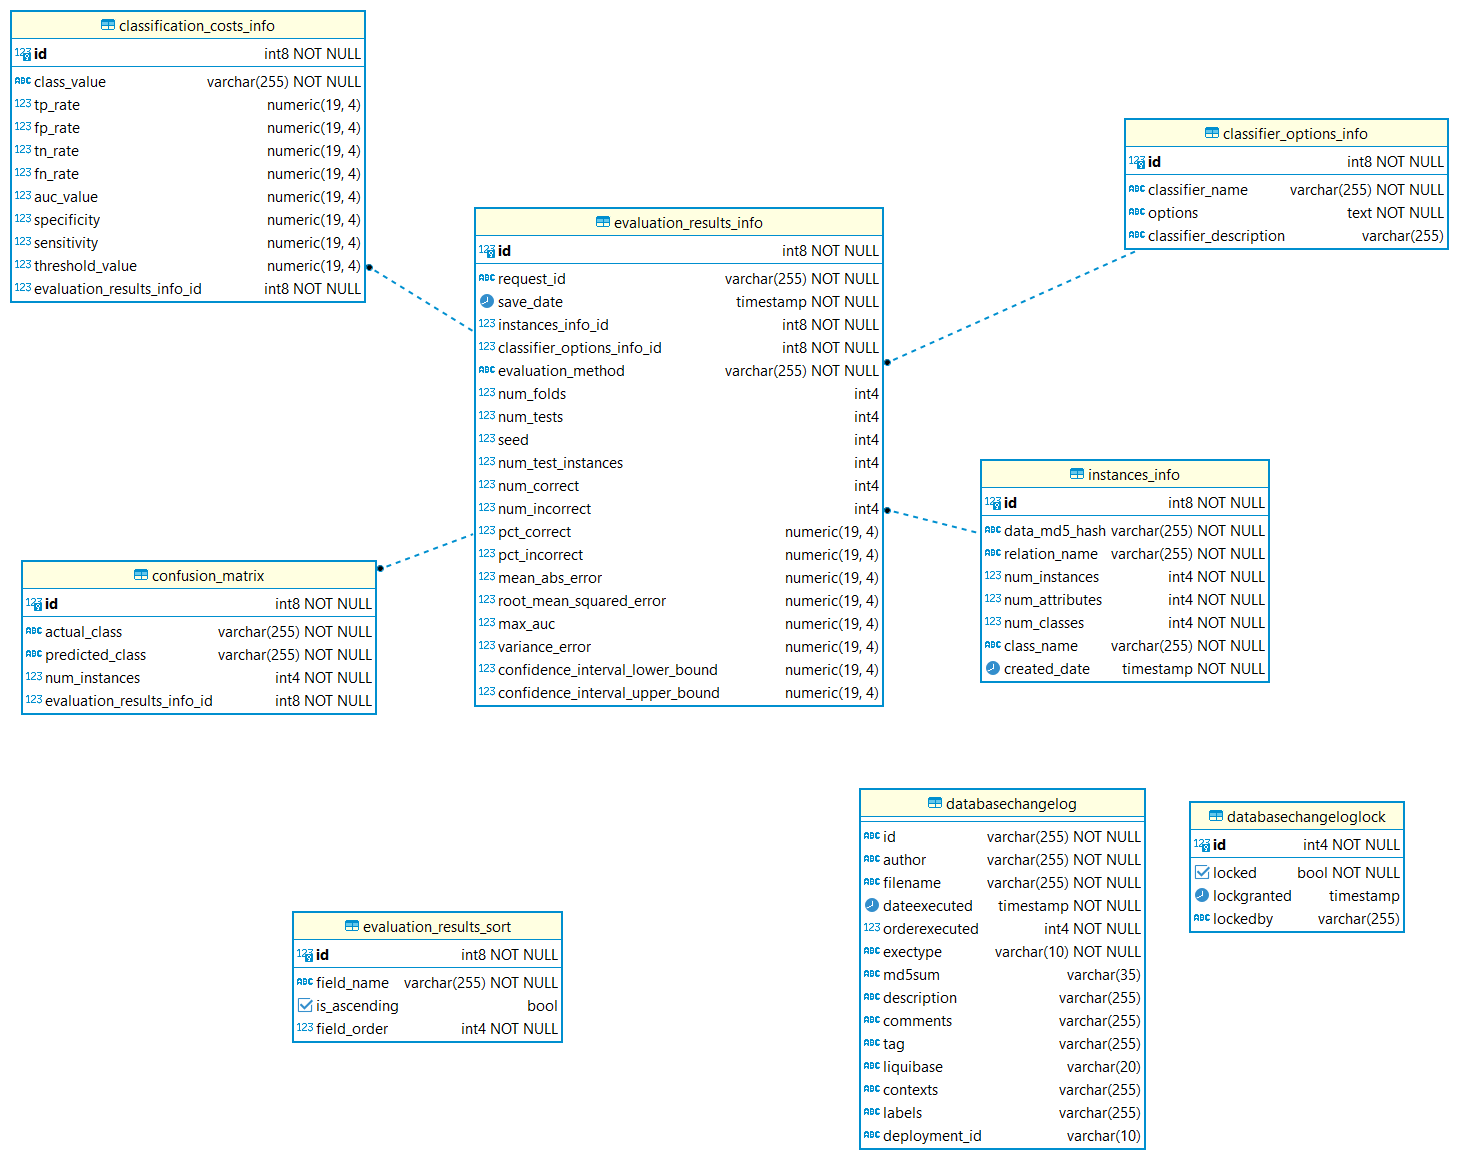 classification_costs_info
id int8 NOT NULL
class_value varchar(255) NOT NULL
tp_rate numeric(19, 4)
fp_rate numeric(19, 4)
tn_rate numeric(19, 4)
fn_rate numeric(19, 4)
auc_value numeric(19, 4)
specificity numeric(19, 4)
sensitivity numeric(19, 4)
threshold_value numeric(19, 4)
evaluation_results_info_id int8 NOT NULL
classifier_options_info
id int8 NOT NULL
classifier_name varchar(255) NOT NULL
options text NOT NULL
classifier_description varchar(255)
evaluation_results_info
id int8 NOT NULL
request_id varchar(255) NOT NULL
save_date timestamp NOT NULL
instances_info_id int8 NOT NULL
classifier_options_info_id int8 NOT NULL
evaluation_method varchar(255) NOT NULL
num_folds int4
num_tests int4
seed int4
num_test_instances int4
num_correct int4
num_incorrect int4
pct_correct numeric(19, 4)
pct_incorrect numeric(19, 4)
mean_abs_error numeric(19, 4)
root_mean_squared_error numeric(19, 4)
max_auc numeric(19, 4)
variance_error numeric(19, 4)
confidence_interval_lower_bound numeric(19, 4)
confidence_interval_upper_bound numeric(19, 4)
instances_info
id int8 NOT NULL
data_md5_hash varchar(255) NOT NULL
relation_name varchar(255) NOT NULL
num_instances int4 NOT NULL
num_attributes int4 NOT NULL
num_classes int4 NOT NULL
class_name varchar(255) NOT NULL
created_date timestamp NOT NULL
confusion_matrix
id int8 NOT NULL
actual_class varchar(255) NOT NULL
predicted_class varchar(255) NOT NULL
num_instances int4 NOT NULL
evaluation_results_info_id int8 NOT NULL
databasechangelog
id varchar(255) NOT NULL
author varchar(255) NOT NULL
filename varchar(255) NOT NULL
dateexecuted timestamp NOT NULL
orderexecuted int4 NOT NULL
exectype varchar(10) NOT NULL
md5sum varchar(35)
description varchar(255)
comments varchar(255)
tag varchar(255)
liquibase varchar(20)
contexts varchar(255)
labels varchar(255)
deployment_id varchar(10)
databasechangeloglock
id int4 NOT NULL
locked bool NOT NULL
lockgranted timestamp
lockedby varchar(255)
evaluation_results_sort
id int8 NOT NULL
field_name varchar(255) NOT NULL
is_ascending bool
field_order int4 NOT NULL